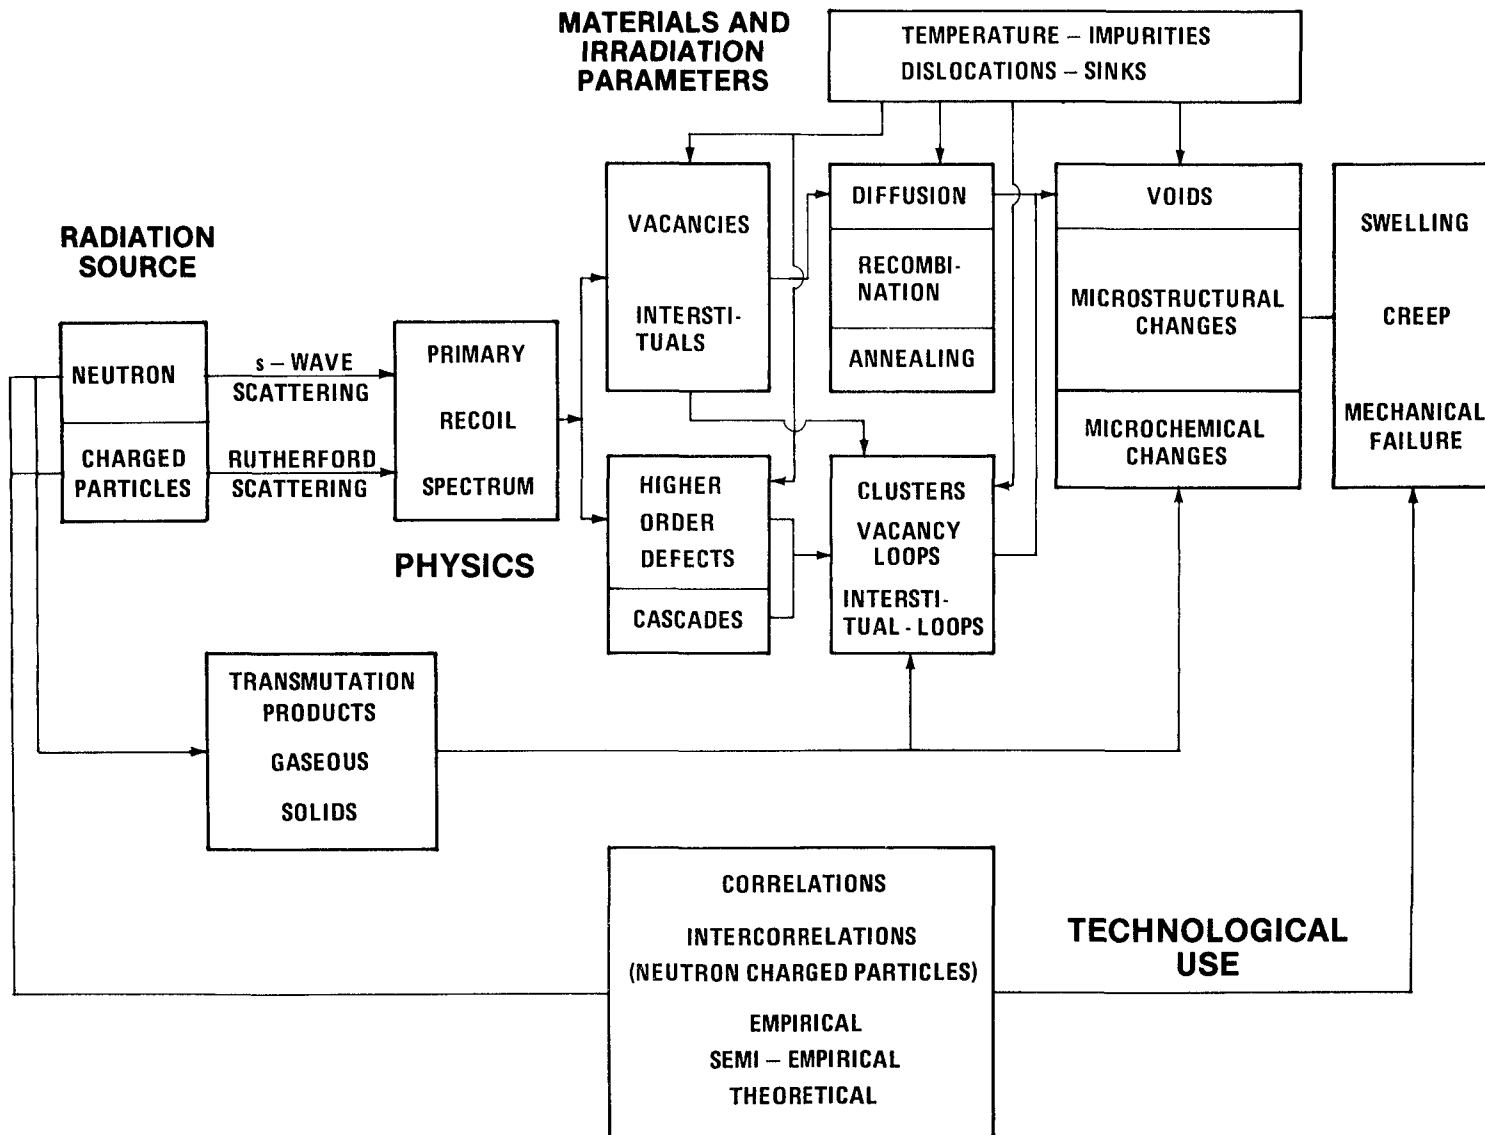 MATERIALS AND
IRRADIATION
PARAMETERS
TEMPERATURE – IMPURITIES
DISLOCATIONS – SINKS
RADIATION
SOURCE
NEUTRON
CHARGED
PARTICLES
s – WAVE
SCATTERING
RUTHERFORD
SCATTERING
PRIMARY
RECOIL
SPECTRUM
PHYSICS
VACANCIES
INTERSTI-
TUALS
HIGHER
ORDER
DEFECTS
CASCADES
DIFFUSION
RECOMBI-
NATION
ANNEALING
CLUSTERS
VACANCY
LOOPS
INTERSTI-
TUAL - LOOPS
VOIDS
MICROSTRUCTURAL
CHANGES
MICROCHEMICAL
CHANGES
SWELLING
CREEP
MECHANICAL
FAILURE
TRANSMUTATION
PRODUCTS
GASEOUS
SOLIDS
CORRELATIONS
INTERCORRELATIONS
(NEUTRON CHARGED PARTICLES)
EMPIRICAL
SEMI – EMPIRICAL
THEORETICAL
TECHNOLOGICAL
USE